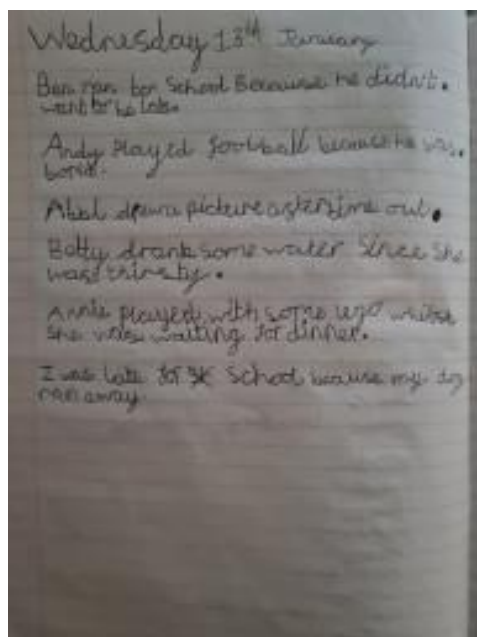 Wednesday 13th January
Ben ran for School Because he didn't.
want to be late.
Andy Played football because he was.
bored.
Abel drew a picture after time out.
Betty drank some water Since she
was thirsty.
Annie played with some lego whilst
she was waiting for dinner.
I was late for School because my dog
ran away